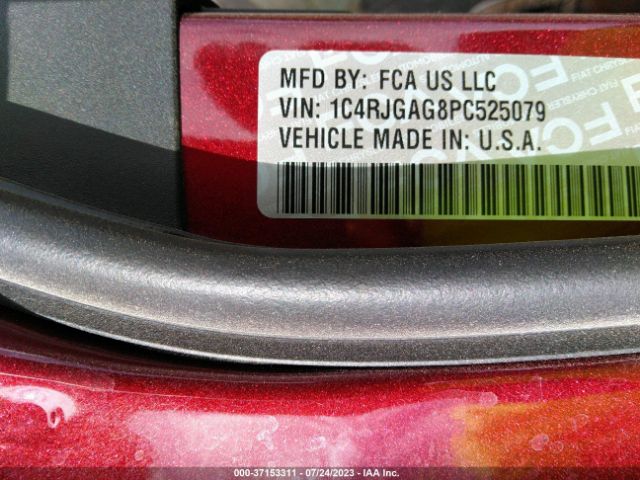 MFD BY: FCA US LLC
VIN: 1C4RJGAG8PC525079
VEHICLE MADE IN: U.S.A.
000-37153311 - 07/24/2023 - IAA Inc.